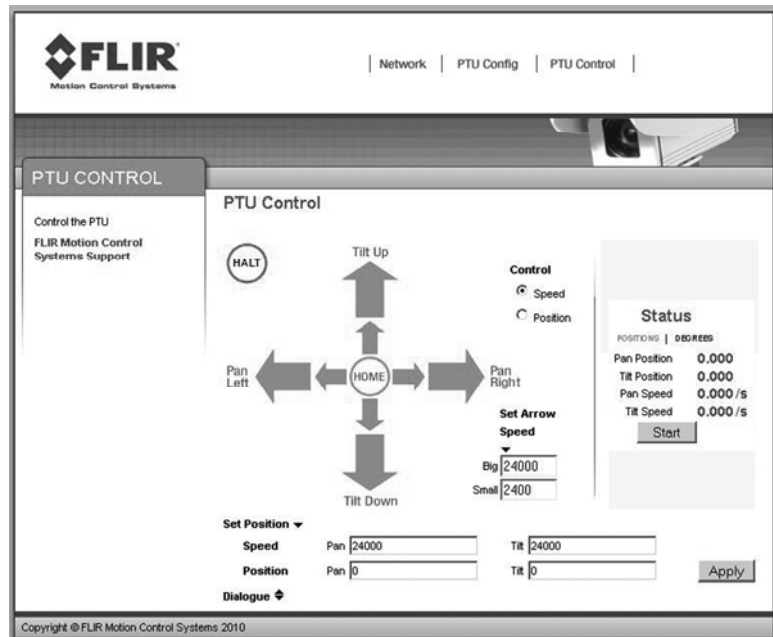 FLIR
Motion Control Systems
Network | PTU Config | PTU Control
PTU CONTROL
Control the PTU
FLIR Motion Control
Systems Support
PTU Control
HALT
Tilt Up
Pan
Left
HOME
Pan
Right
Tilt Down
Control
Speed
Position
Set Arrow
Speed
Big 24000
Small 2400
Status
POSITIONS | DEGREES
Pan Position 0.000
Tilt Position 0.000
Pan Speed 0.000 /s
Tilt Speed 0.000 /s
Start
Set Position
Speed Pan 24000 Tilt 24000
Position Pan 0 Tilt 0
Apply
Dialogue
Copyright © FLIR Motion Control Systems 2010